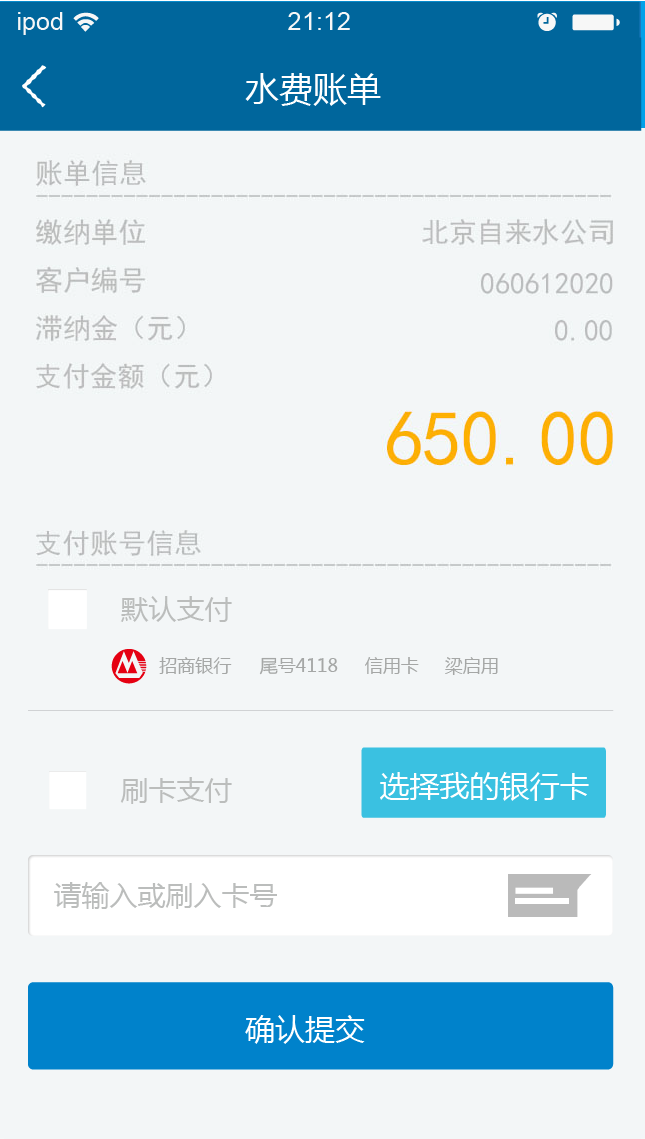 ipod 21:12
水费账单
账单信息
缴纳单位 北京自来水公司
客户编号 060612020
滞纳金（元） 0.00
支付金额（元）
650.00
支付账号信息
默认支付
招商银行 尾号4118 信用卡 梁启用
刷卡支付 选择我的银行卡
请输入或刷入卡号
确认提交